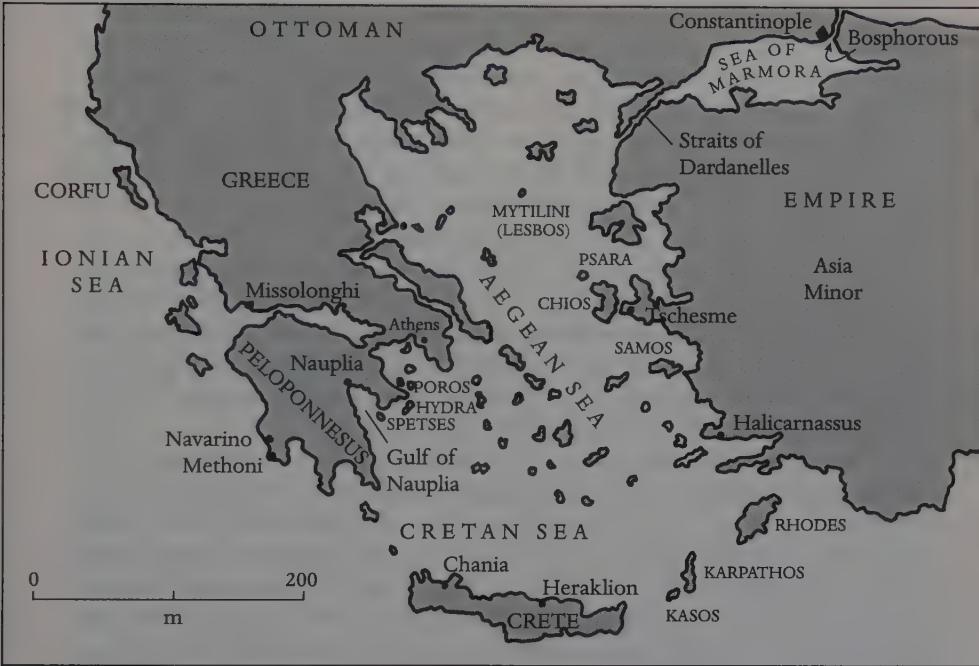 OTTOMAN
Constantinople
Bosphorous
SEA OF
MARMORA
Straits of
Dardanelles
CORFU
GREECE
EMPIRE
MYTILINI
(LESBOS)
IONIAN
SEA
PSARA
Asia
Minor
CHIOS
Tschesme
AEGEAN SEA
Missolonghi
Athens
SAMOS
PELOPONNESUS
Nauplia
POROS
HYDRA
SPETSES
Halicarnassus
Navarino
Methoni
Gulf of
Nauplia
CRETAN SEA
RHODES
Chania
Heraklion
KARPATHOS
CRETE
KASOS
0 200
m